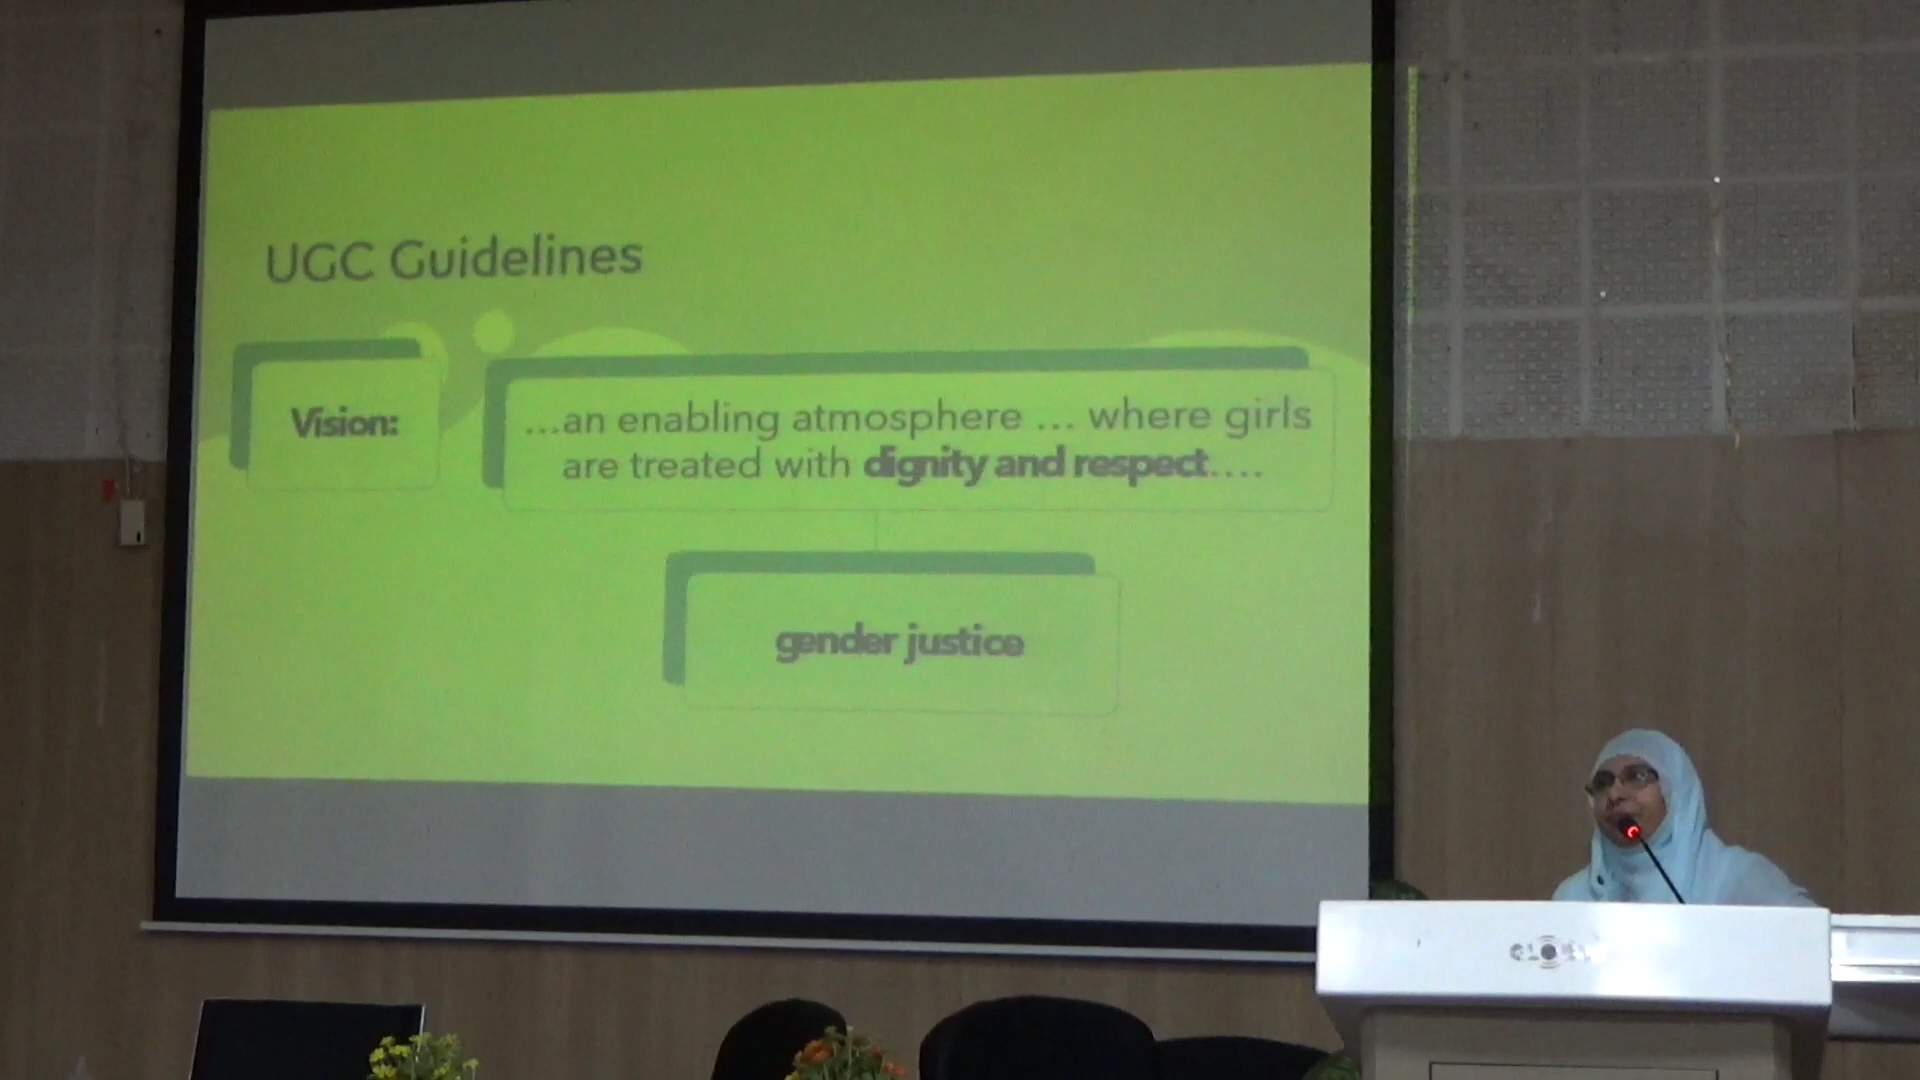 UGC Guidelines
Vision:
...an enabling atmosphere ... where girls
are treated with dignity and respect....
gender justice